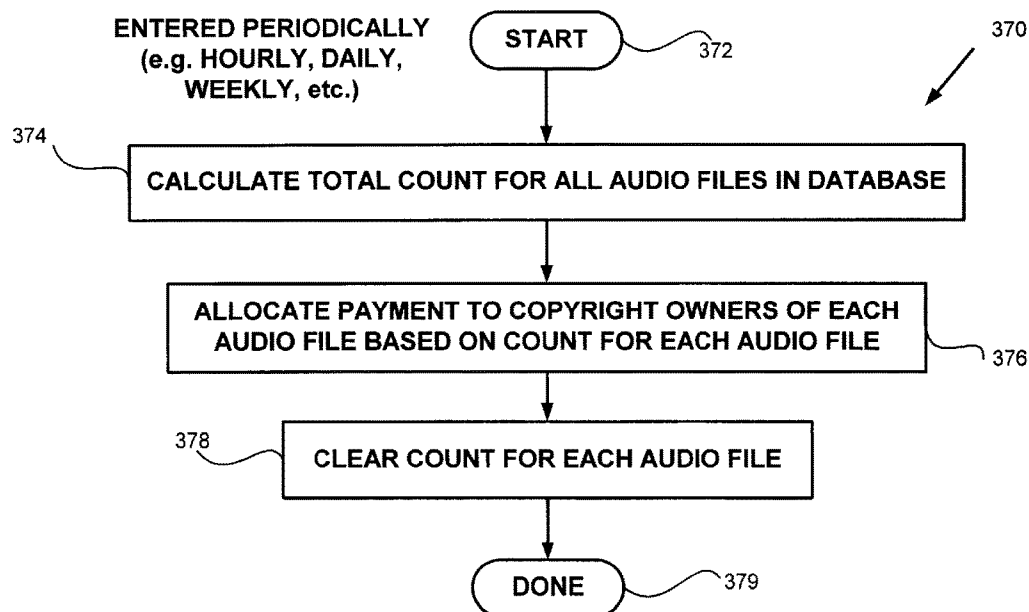 ENTERED PERIODICALLY
(e.g. HOURLY, DAILY,
WEEKLY, etc.)
START
372
370
374
CALCULATE TOTAL COUNT FOR ALL AUDIO FILES IN DATABASE
ALLOCATE PAYMENT TO COPYRIGHT OWNERS OF EACH
AUDIO FILE BASED ON COUNT FOR EACH AUDIO FILE
376
378
CLEAR COUNT FOR EACH AUDIO FILE
DONE
379